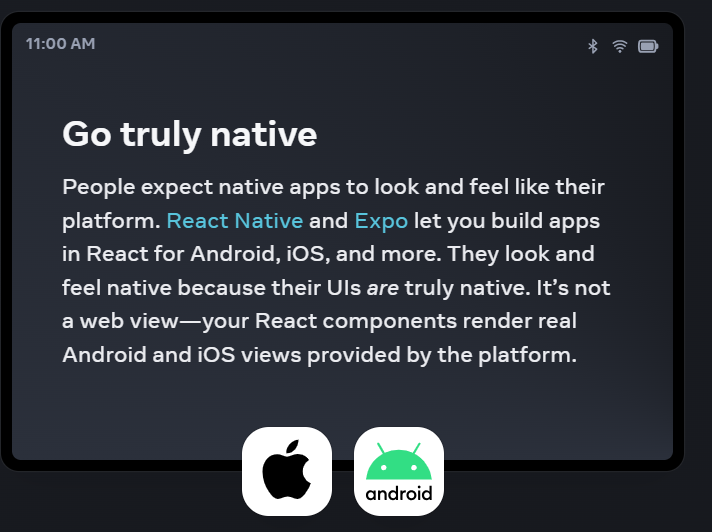 11:00 AM
Go truly native
People expect native apps to look and feel like their
platform. React Native and Expo let you build apps
in React for Android, iOS, and more. They look and
feel native because their UIs are truly native. It’s not
a web view—your React components render real
Android and iOS views provided by the platform.
android